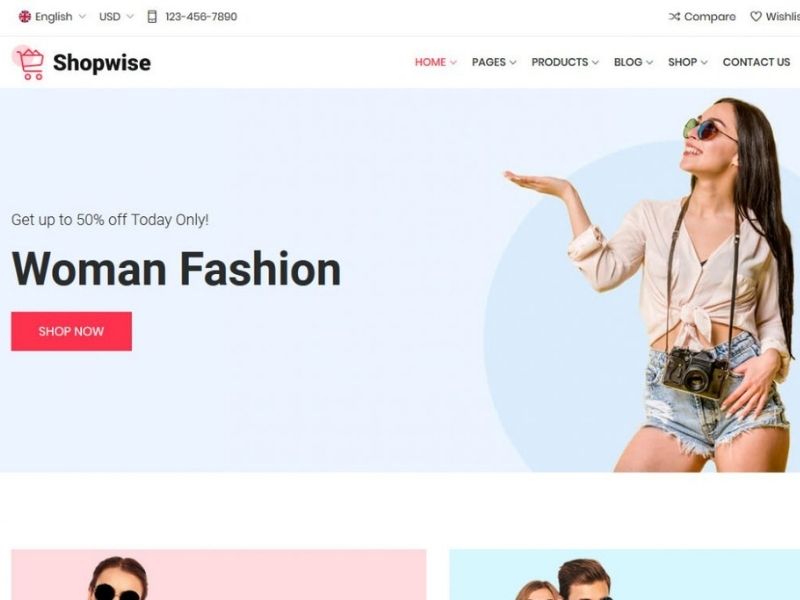 English USD 123-456-7890 Compare
Shopwise HOME PAGES PRODUCTS BLOG SHOP CONTACT US
Get up to 50% off Today Only!
Woman Fashion
SHOP NOW